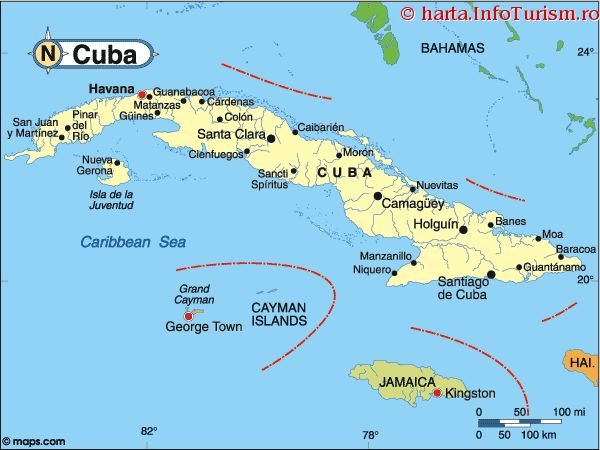 © harta.InfoTurism.ro
N Cuba
BAHAMAS
24°
Havana
Guanabacoa
Matanzas
Cárdenas
Güines
Colón
San Juan
y Martínez
Pinar
del
Río
Santa Clara
Caibarién
Cienfuegos
Morón
Nueva
Gerona
Sancti
Spíritus
CUBA
Nuevitas
Isla de la
Juventud
Camagüey
Banes
Holguín
Moa
Caribbean Sea
Manzanillo
Baracoa
Niquero
Guantánamo
20°
Santiago
de Cuba
Grand
Cayman
CAYMAN
ISLANDS
George Town
HAI.
JAMAICA
Kingston
0 50 100 mi
0 50 100 km
© maps.com
82°
78°